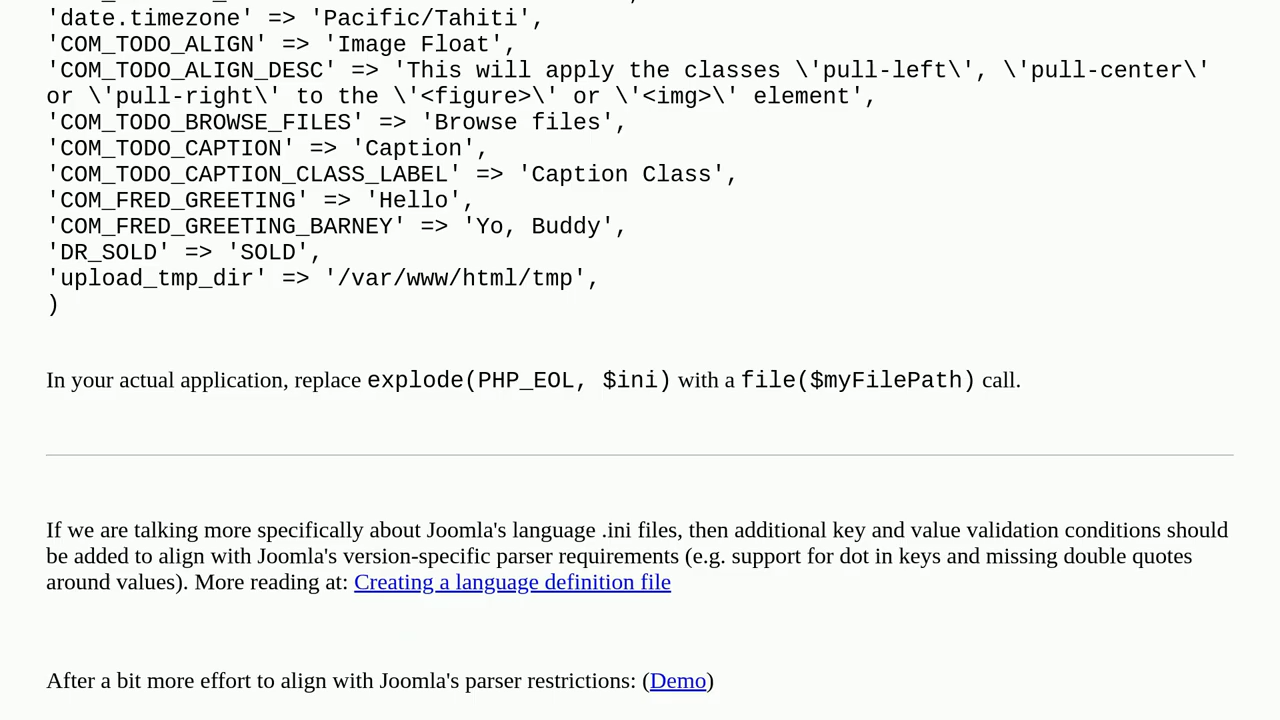 'date.timezone' => 'Pacific/Tahiti',
'COM_TODO_ALIGN' => 'Image Float',
'COM_TODO_ALIGN_DESC' => 'This will apply the classes \'pull-left\', \'pull-center\'
or \'pull-right\' to the \'<figure>\' or \'<img>\' element',
'COM_TODO_BROWSE_FILES' => 'Browse files',
'COM_TODO_CAPTION' => 'Caption',
'COM_TODO_CAPTION_CLASS_LABEL' => 'Caption Class',
'COM_FRED_GREETING' => 'Hello',
'COM_FRED_GREETING_BARNEY' => 'Yo, Buddy',
'DR_SOLD' => 'SOLD',
'upload_tmp_dir' => '/var/www/html/tmp',
)
In your actual application, replace explode(PHP_EOL, $ini) with a file($myFilePath) call.
If we are talking more specifically about Joomla's language .ini files, then additional key and value validation conditions should
be added to align with Joomla's version-specific parser requirements (e.g. support for dot in keys and missing double quotes
around values). More reading at: Creating a language definition file
After a bit more effort to align with Joomla's parser restrictions: (Demo)